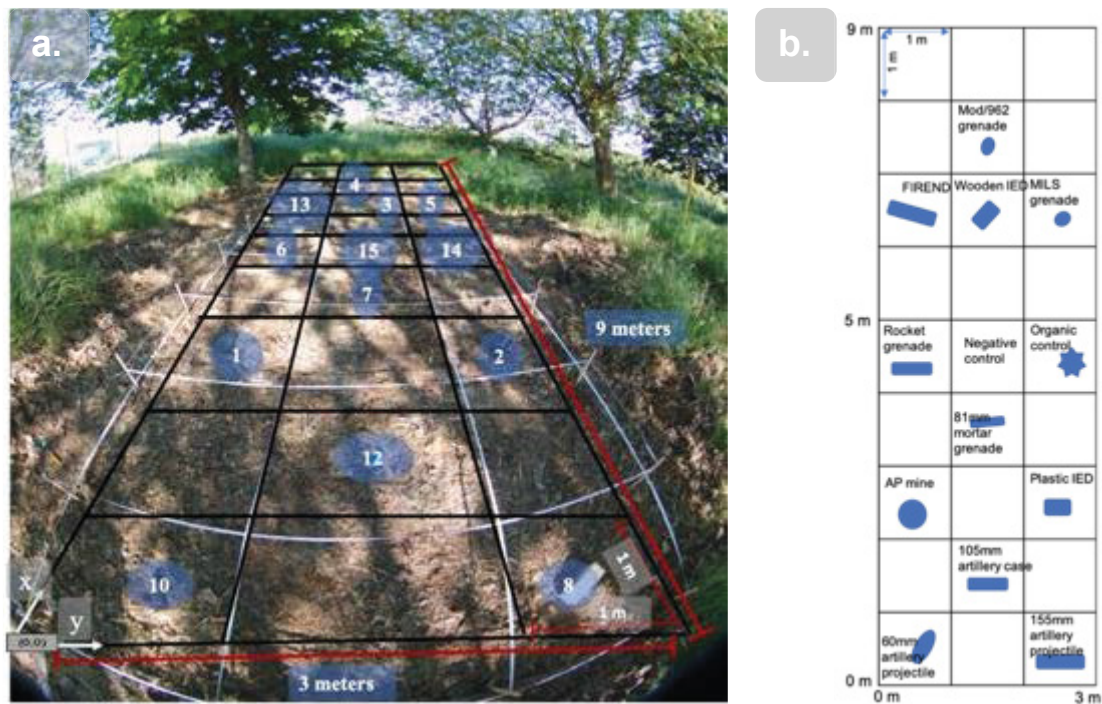 a.
4
13
3
5
6
15
14
7
9 meters
1
2
12
10
8
1 m
1 m
x
y
(0,0)
3 meters
b.
9 m
1 m
1 m
Mod/962
grenade
FIREND
Wooden IED
MILS
grenade
5 m
Rocket
grenade
Negative
control
Organic
control
81mm
mortar
grenade
AP mine
Plastic IED
105mm
artillery case
60mm
artillery
projectile
155mm
artillery
projectile
0 m
0 m
3 m